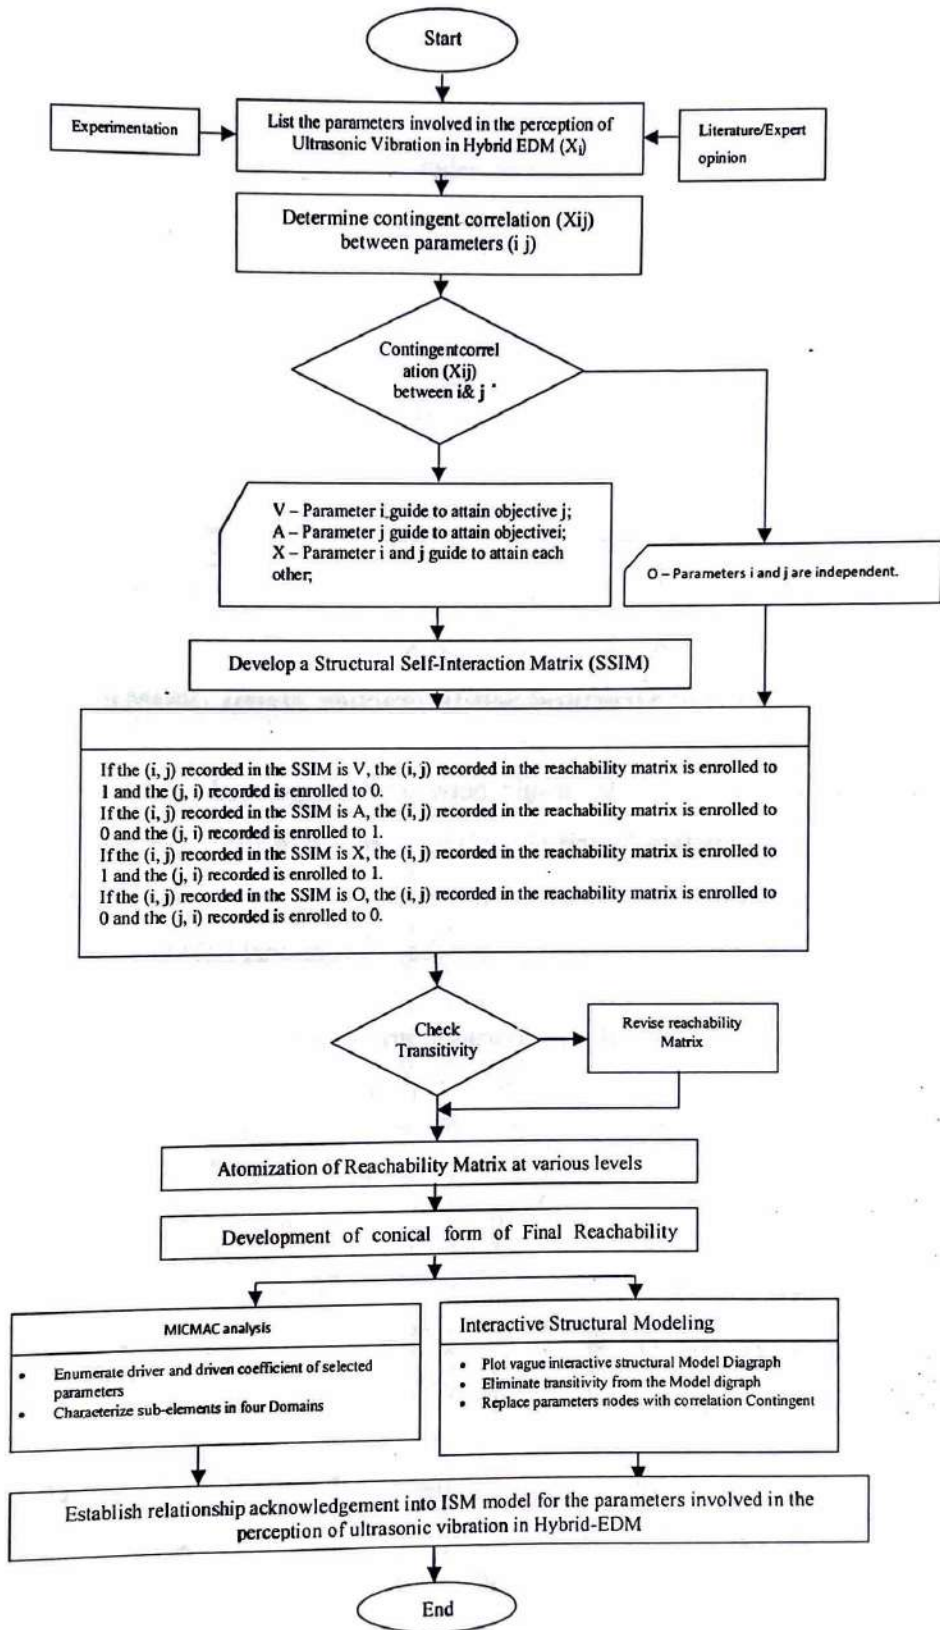 Start
Experimentation
List the parameters involved in the perception of
Ultrasonic Vibration in Hybrid EDM (Xi)
Literature/Expert
opinion
Determine contingent correlation (Xij)
between parameters (i j)
Contingentcorrel
ation (Xij)
between i& j
V – Parameter i guide to attain objective j;
A – Parameter j guide to attain objectivei;
X – Parameter i and j guide to attain each
other;
O – Parameters i and j are independent.
Develop a Structural Self-Interaction Matrix (SSIM)
If the (i, j) recorded in the SSIM is V, the (i, j) recorded in the reachability matrix is enrolled to
1 and the (j, i) recorded is enrolled to 0.
If the (i, j) recorded in the SSIM is A, the (i, j) recorded in the reachability matrix is enrolled to
0 and the (j, i) recorded is enrolled to 1.
If the (i, j) recorded in the SSIM is X, the (i, j) recorded in the reachability matrix is enrolled to
1 and the (j, i) recorded is enrolled to 1.
If the (i, j) recorded in the SSIM is O, the (i, j) recorded in the reachability matrix is enrolled to
0 and the (j, i) recorded is enrolled to 0.
Check
Transitivity
Revise reachability
Matrix
Atomization of Reachability Matrix at various levels
Development of conical form of Final Reachability
MICMAC analysis
• Enumerate driver and driven coefficient of selected
parameters
• Characterize sub-elements in four Domains
Interactive Structural Modeling
• Plot vague interactive structural Model Diagraph
• Eliminate transitivity from the Model digraph
• Replace parameters nodes with correlation Contingent
Establish relationship acknowledgement into ISM model for the parameters involved in the
perception of ultrasonic vibration in Hybrid-EDM
End